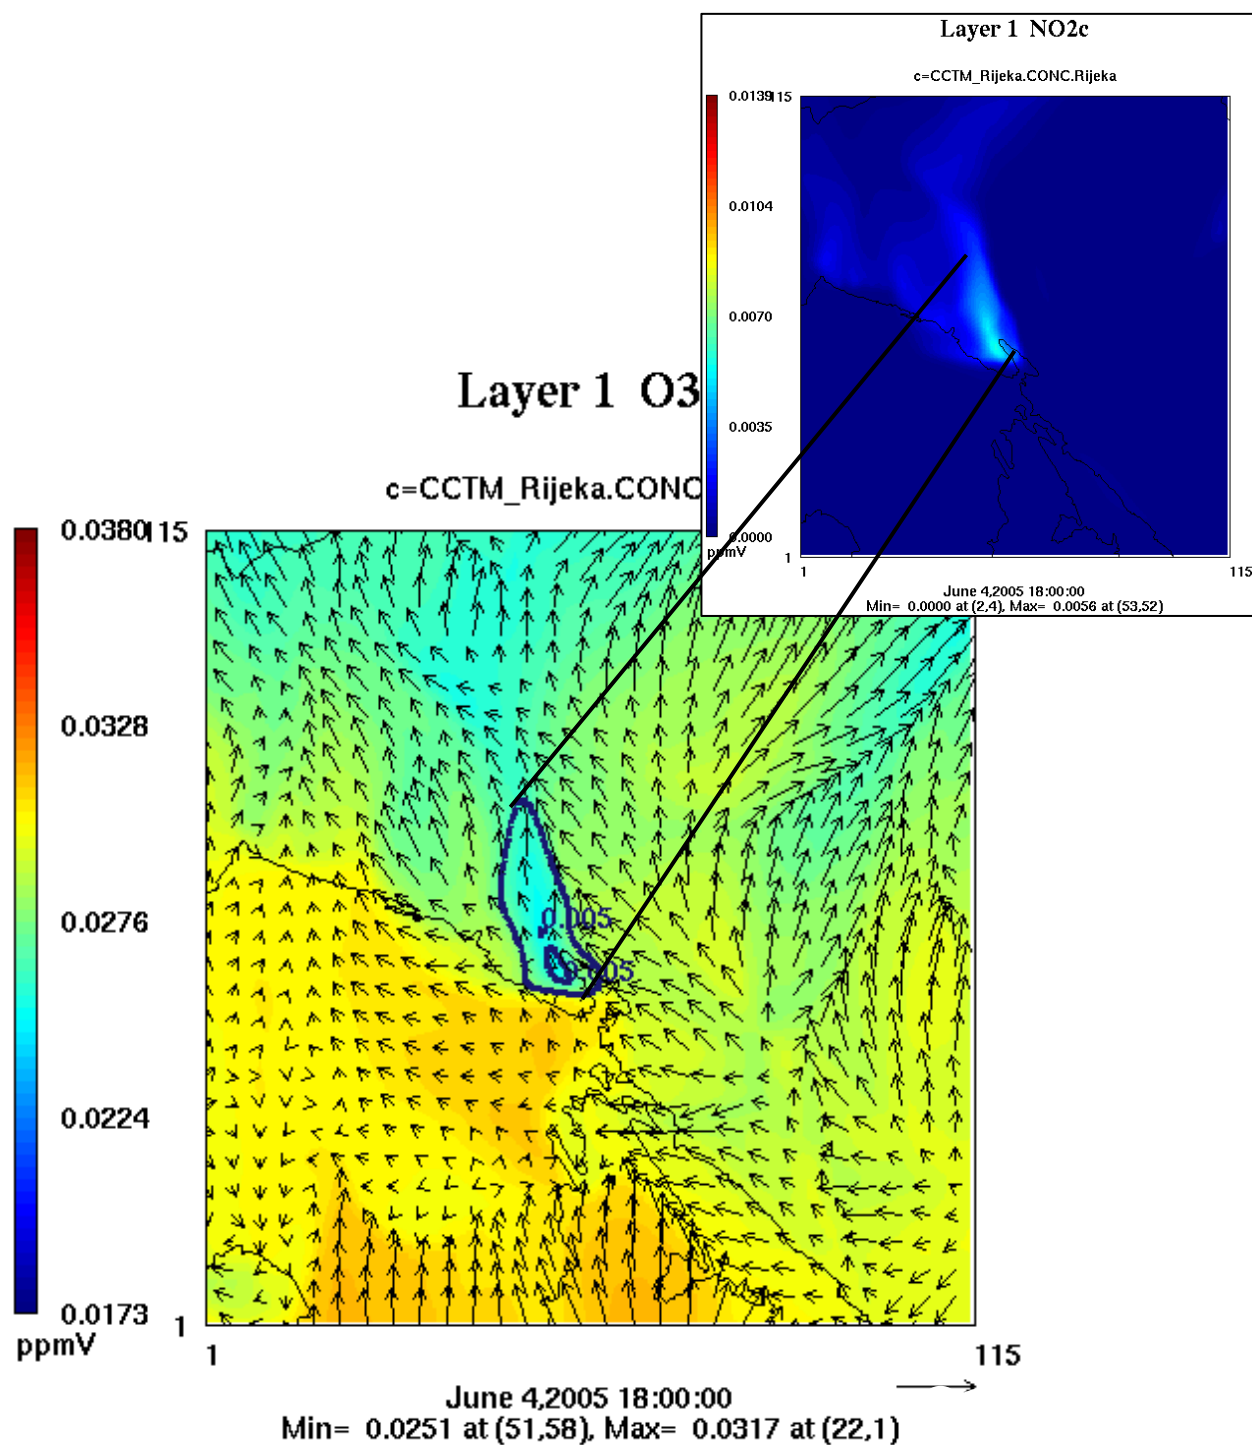 Layer 1 NO2c
c=CCTM_Rijeka.CONC.Rijeka
0.0139
115
0.0104
0.0070
0.0035
0.0000
ppmV
1
1
115
June 4,2005 18:00:00
Min= 0.0000 at (2,4), Max= 0.0056 at (53,52)
Layer 1 O3
c=CCTM_Rijeka.CONC
0.0380
115
0.0328
0.0276
0.0224
0.0173
ppmV
0.005
0.005
1
1
115
June 4,2005 18:00:00
Min= 0.0251 at (51,58), Max= 0.0317 at (22,1)